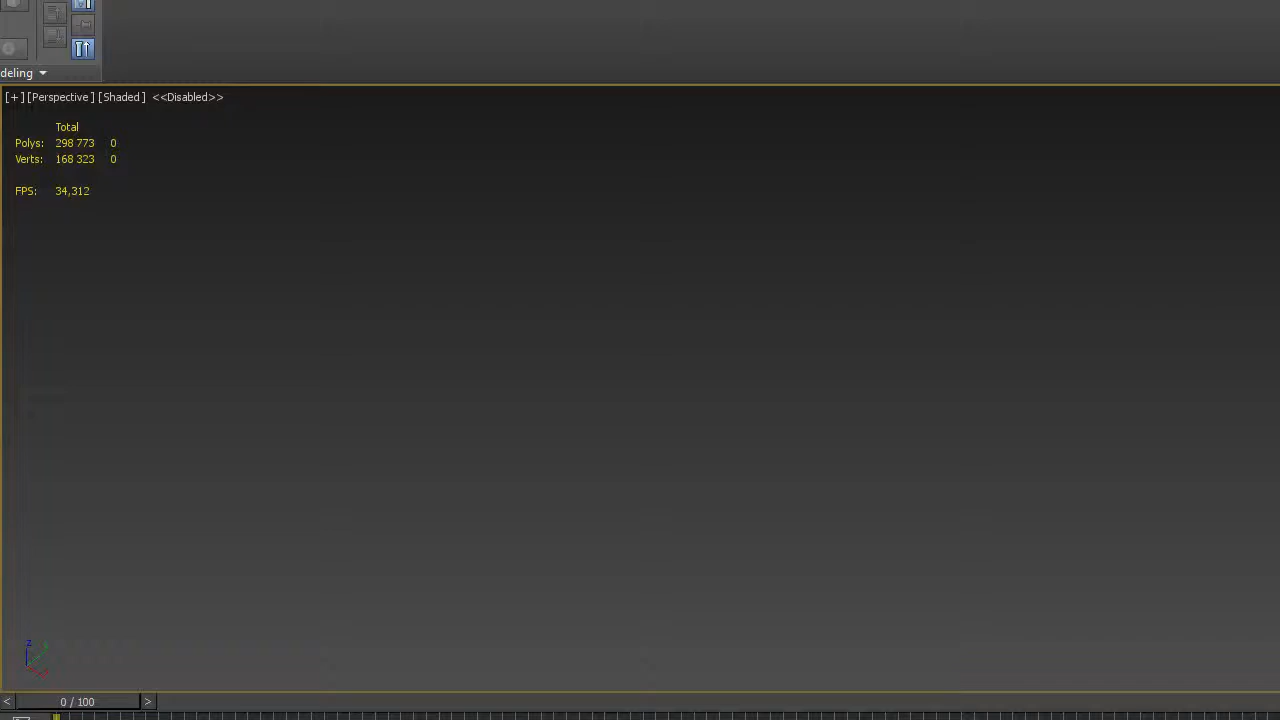 deling
[+] [Perspective] [Shaded] <<Disabled>>
Total
Polys: 298 773 0
Verts: 168 323 0
FPS: 34,312
z
< 0 / 100 >